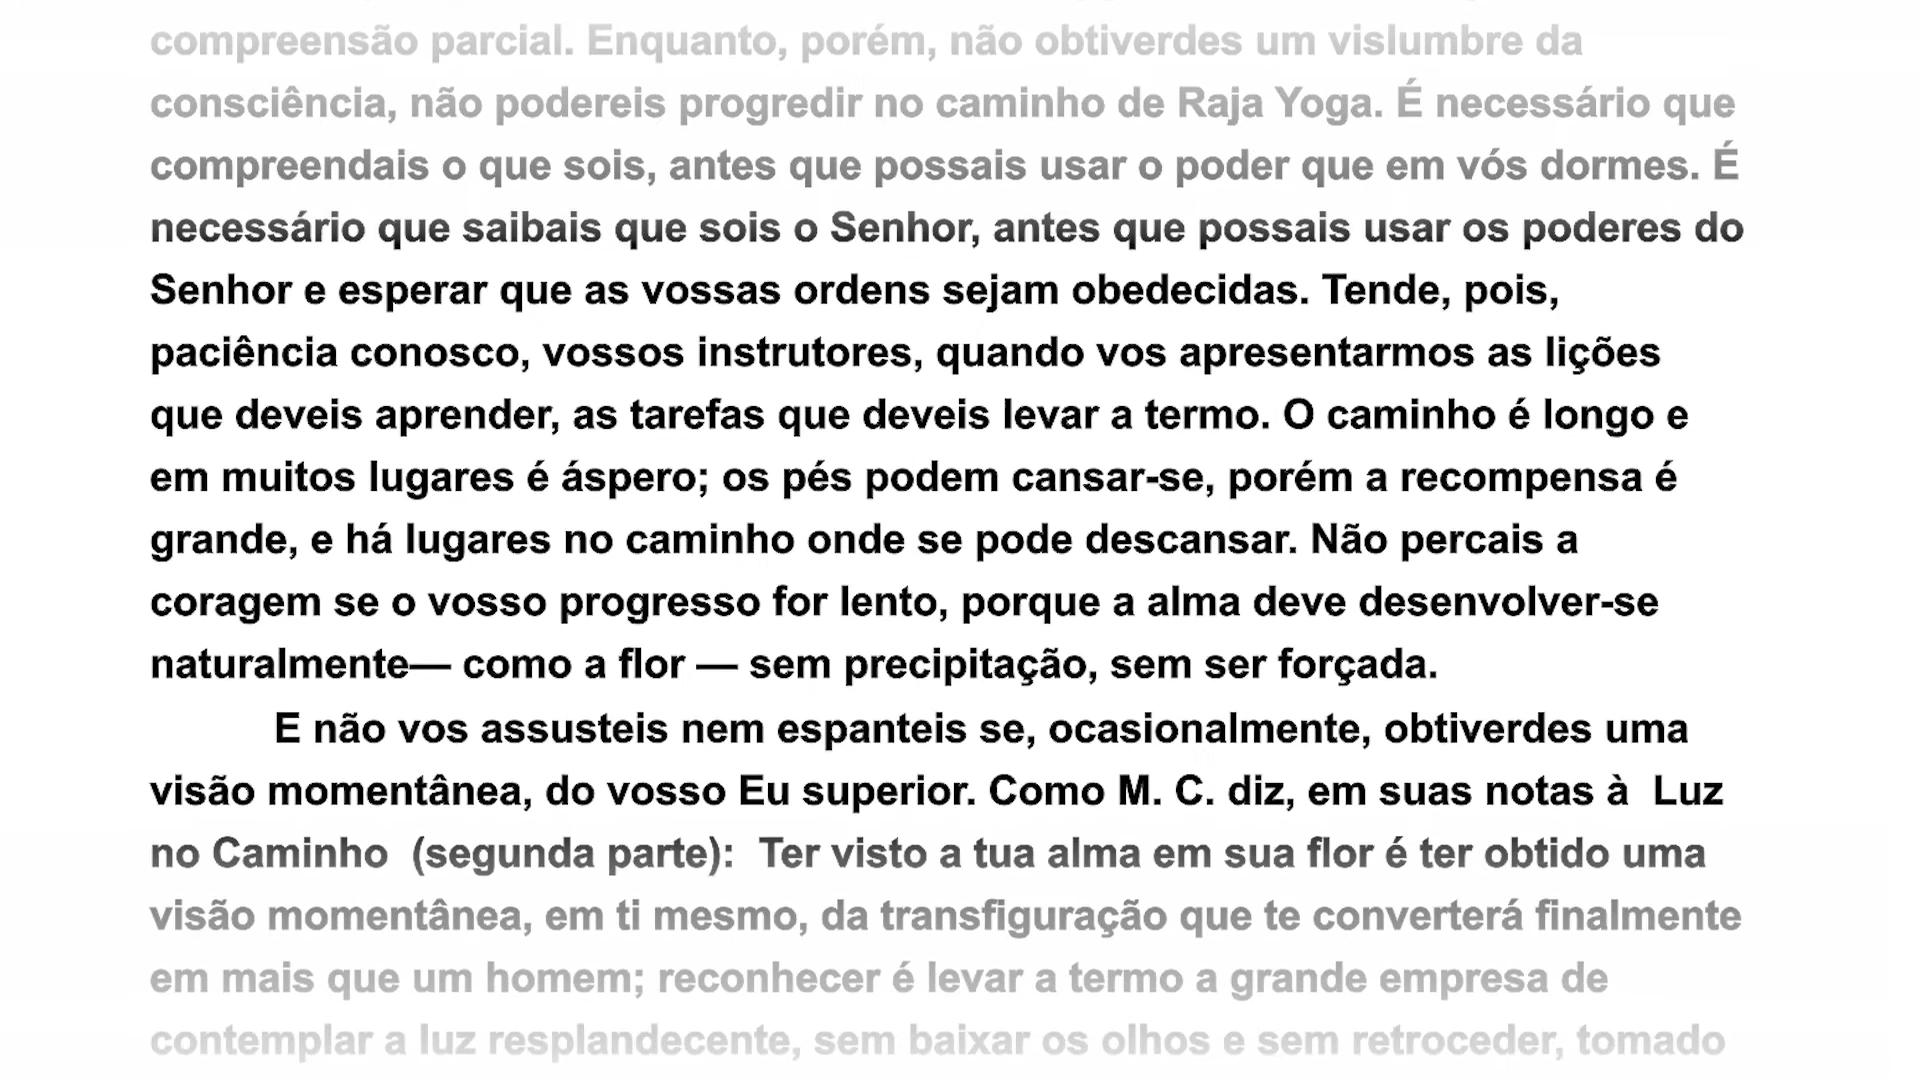 compreensão parcial. Enquanto, porém, não obtiverdes um vislumbre da
consciência, não podereis progredir no caminho de Raja Yoga. É necessário que
compreendais o que sois, antes que possais usar o poder que em vós dormes. É
necessário que saibais que sois o Senhor, antes que possais usar os poderes do
Senhor e esperar que as vossas ordens sejam obedecidas. Tende, pois,
paciência conosco, vossos instrutores, quando vos apresentarmos as lições
que deveis aprender, as tarefas que deveis levar a termo. O caminho é longo e
em muitos lugares é áspero; os pés podem cansar-se, porém a recompensa é
grande, e há lugares no caminho onde se pode descansar. Não percais a
coragem se o vosso progresso for lento, porque a alma deve desenvolver-se
naturalmente— como a flor — sem precipitação, sem ser forçada.
E não vos assusteis nem espanteis se, ocasionalmente, obtiverdes uma
visão momentânea, do vosso Eu superior. Como M. C. diz, em suas notas à  Luz
no Caminho  (segunda parte):  Ter visto a tua alma em sua flor é ter obtido uma
visão momentânea, em ti mesmo, da transfiguração que te converterá finalmente
em mais que um homem; reconhecer é levar a termo a grande empresa de
contemplar a luz resplandecente, sem baixar os olhos e sem retroceder, tomado